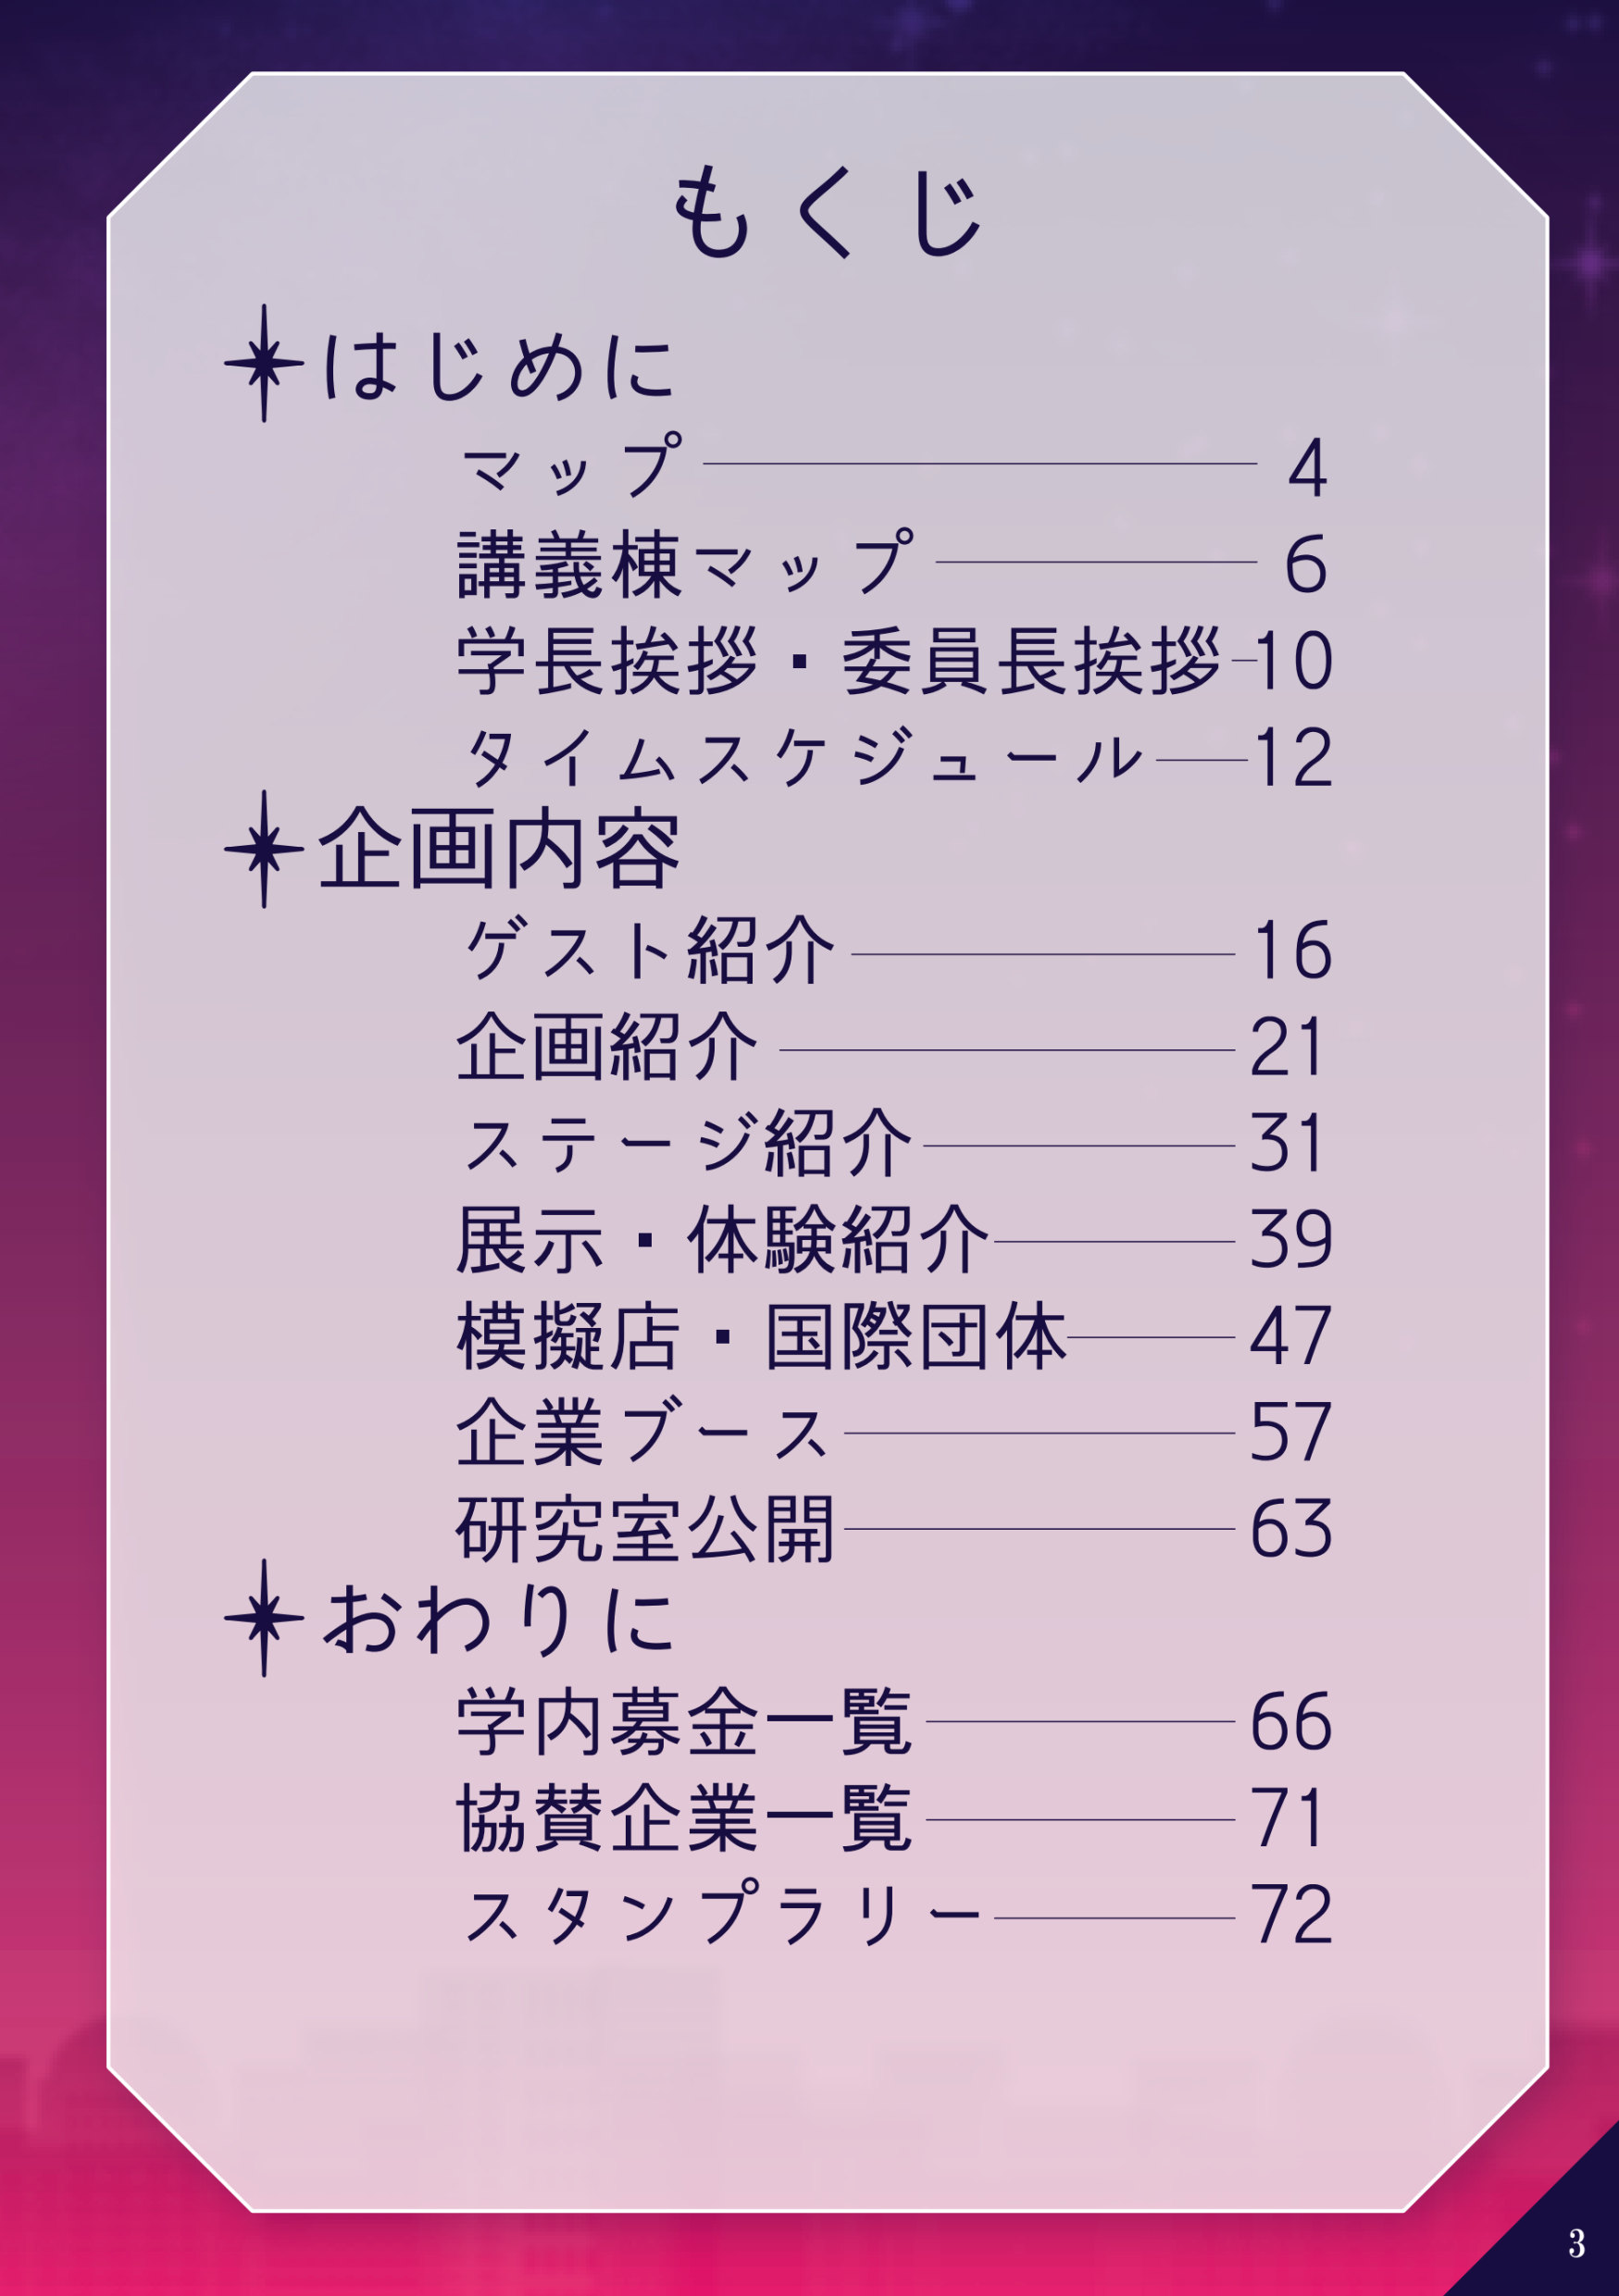 もくじ
はじめに
マップ 4
講義棟マップ 6
学長挨拶・委員長挨拶 10
タイムスケジュール 12
企画内容
ゲスト紹介 16
企画紹介 21
ステージ紹介 31
展示・体験紹介 39
模擬店・国際団体 47
企業ブース 57
研究室公開 63
おわりに
学内募金一覧 66
協賛企業一覧 71
スタンプラリー 72
3